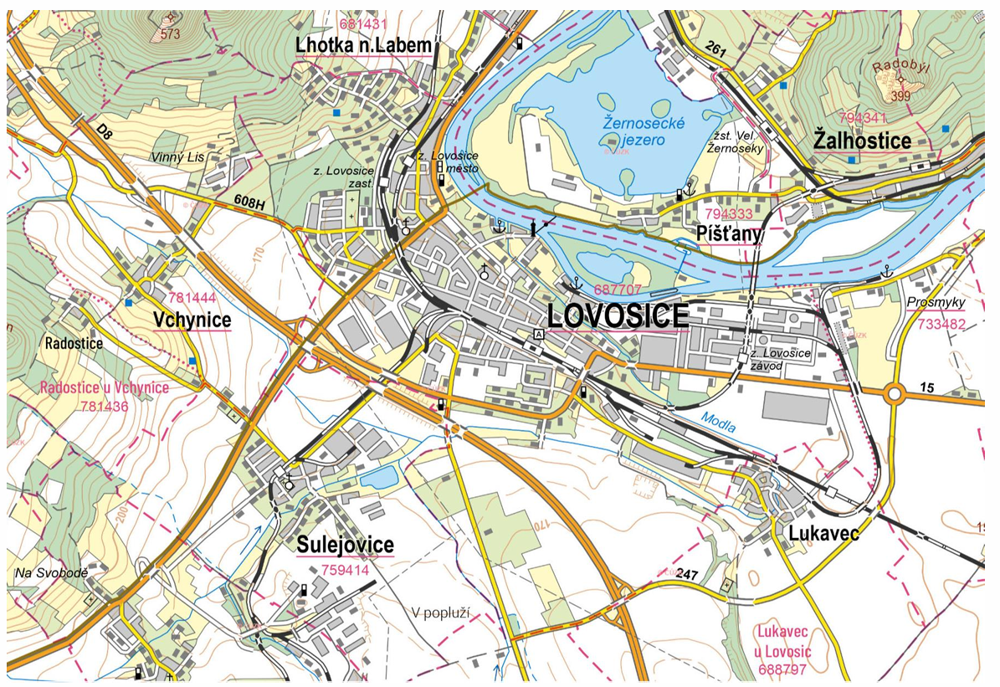 681431
Lhotka n.Labem
573
261
Radobýl
399
D8
Žernosecké
jezero
794341
žst. Vel.
Žernoseky
Žalhostice
Vinný Lis
z. Lovosice
město
z. Lovosice
zast.
608H
794333
Píšťany
170
687707
781444
LOVOSICE
Vchynice
Prosmyky
733482
A
Radostice
z. Lovosice
závod
Radostice u Vchynice
781436
15
Modla
200
170
Lukavec
Sulejovice
759414
Na Svobodě
247
V popluží
Lukavec
u Lovosic
688797